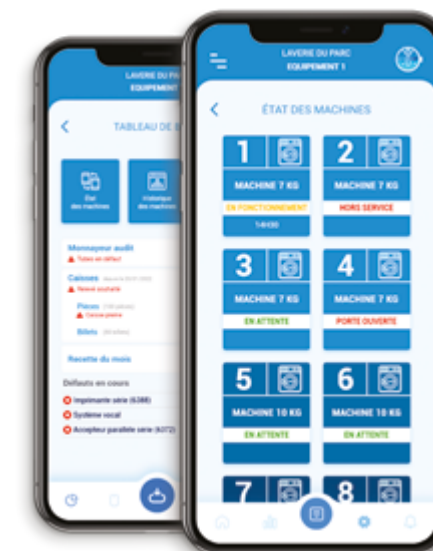 LAVERIE DU PA
EQUIPEMENT
TABLEAU DE B
État
des machines
Historique
des machines
Monnayeur audit
Tubes en défaut
Caisses
Pièces
Caisse pleine
Billets
Recette du mois
Défauts en cours
Imprimante série (6388)
Système vocal
Accepteur parallèle série (6372)
LAVERIE DU PARC
EQUIPEMENT 1
ÉTAT DES MACHINES
1
MACHINE 7 KG
EN FONCTIONNEMENT
14H30
2
MACHINE 7 KG
HORS SERVICE
3
MACHINE 7 KG
EN ATTENTE
4
MACHINE 7 KG
PORTE OUVERTE
5
MACHINE 10 KG
EN ATTENTE
6
MACHINE 10 KG
EN ATTENTE
7
8